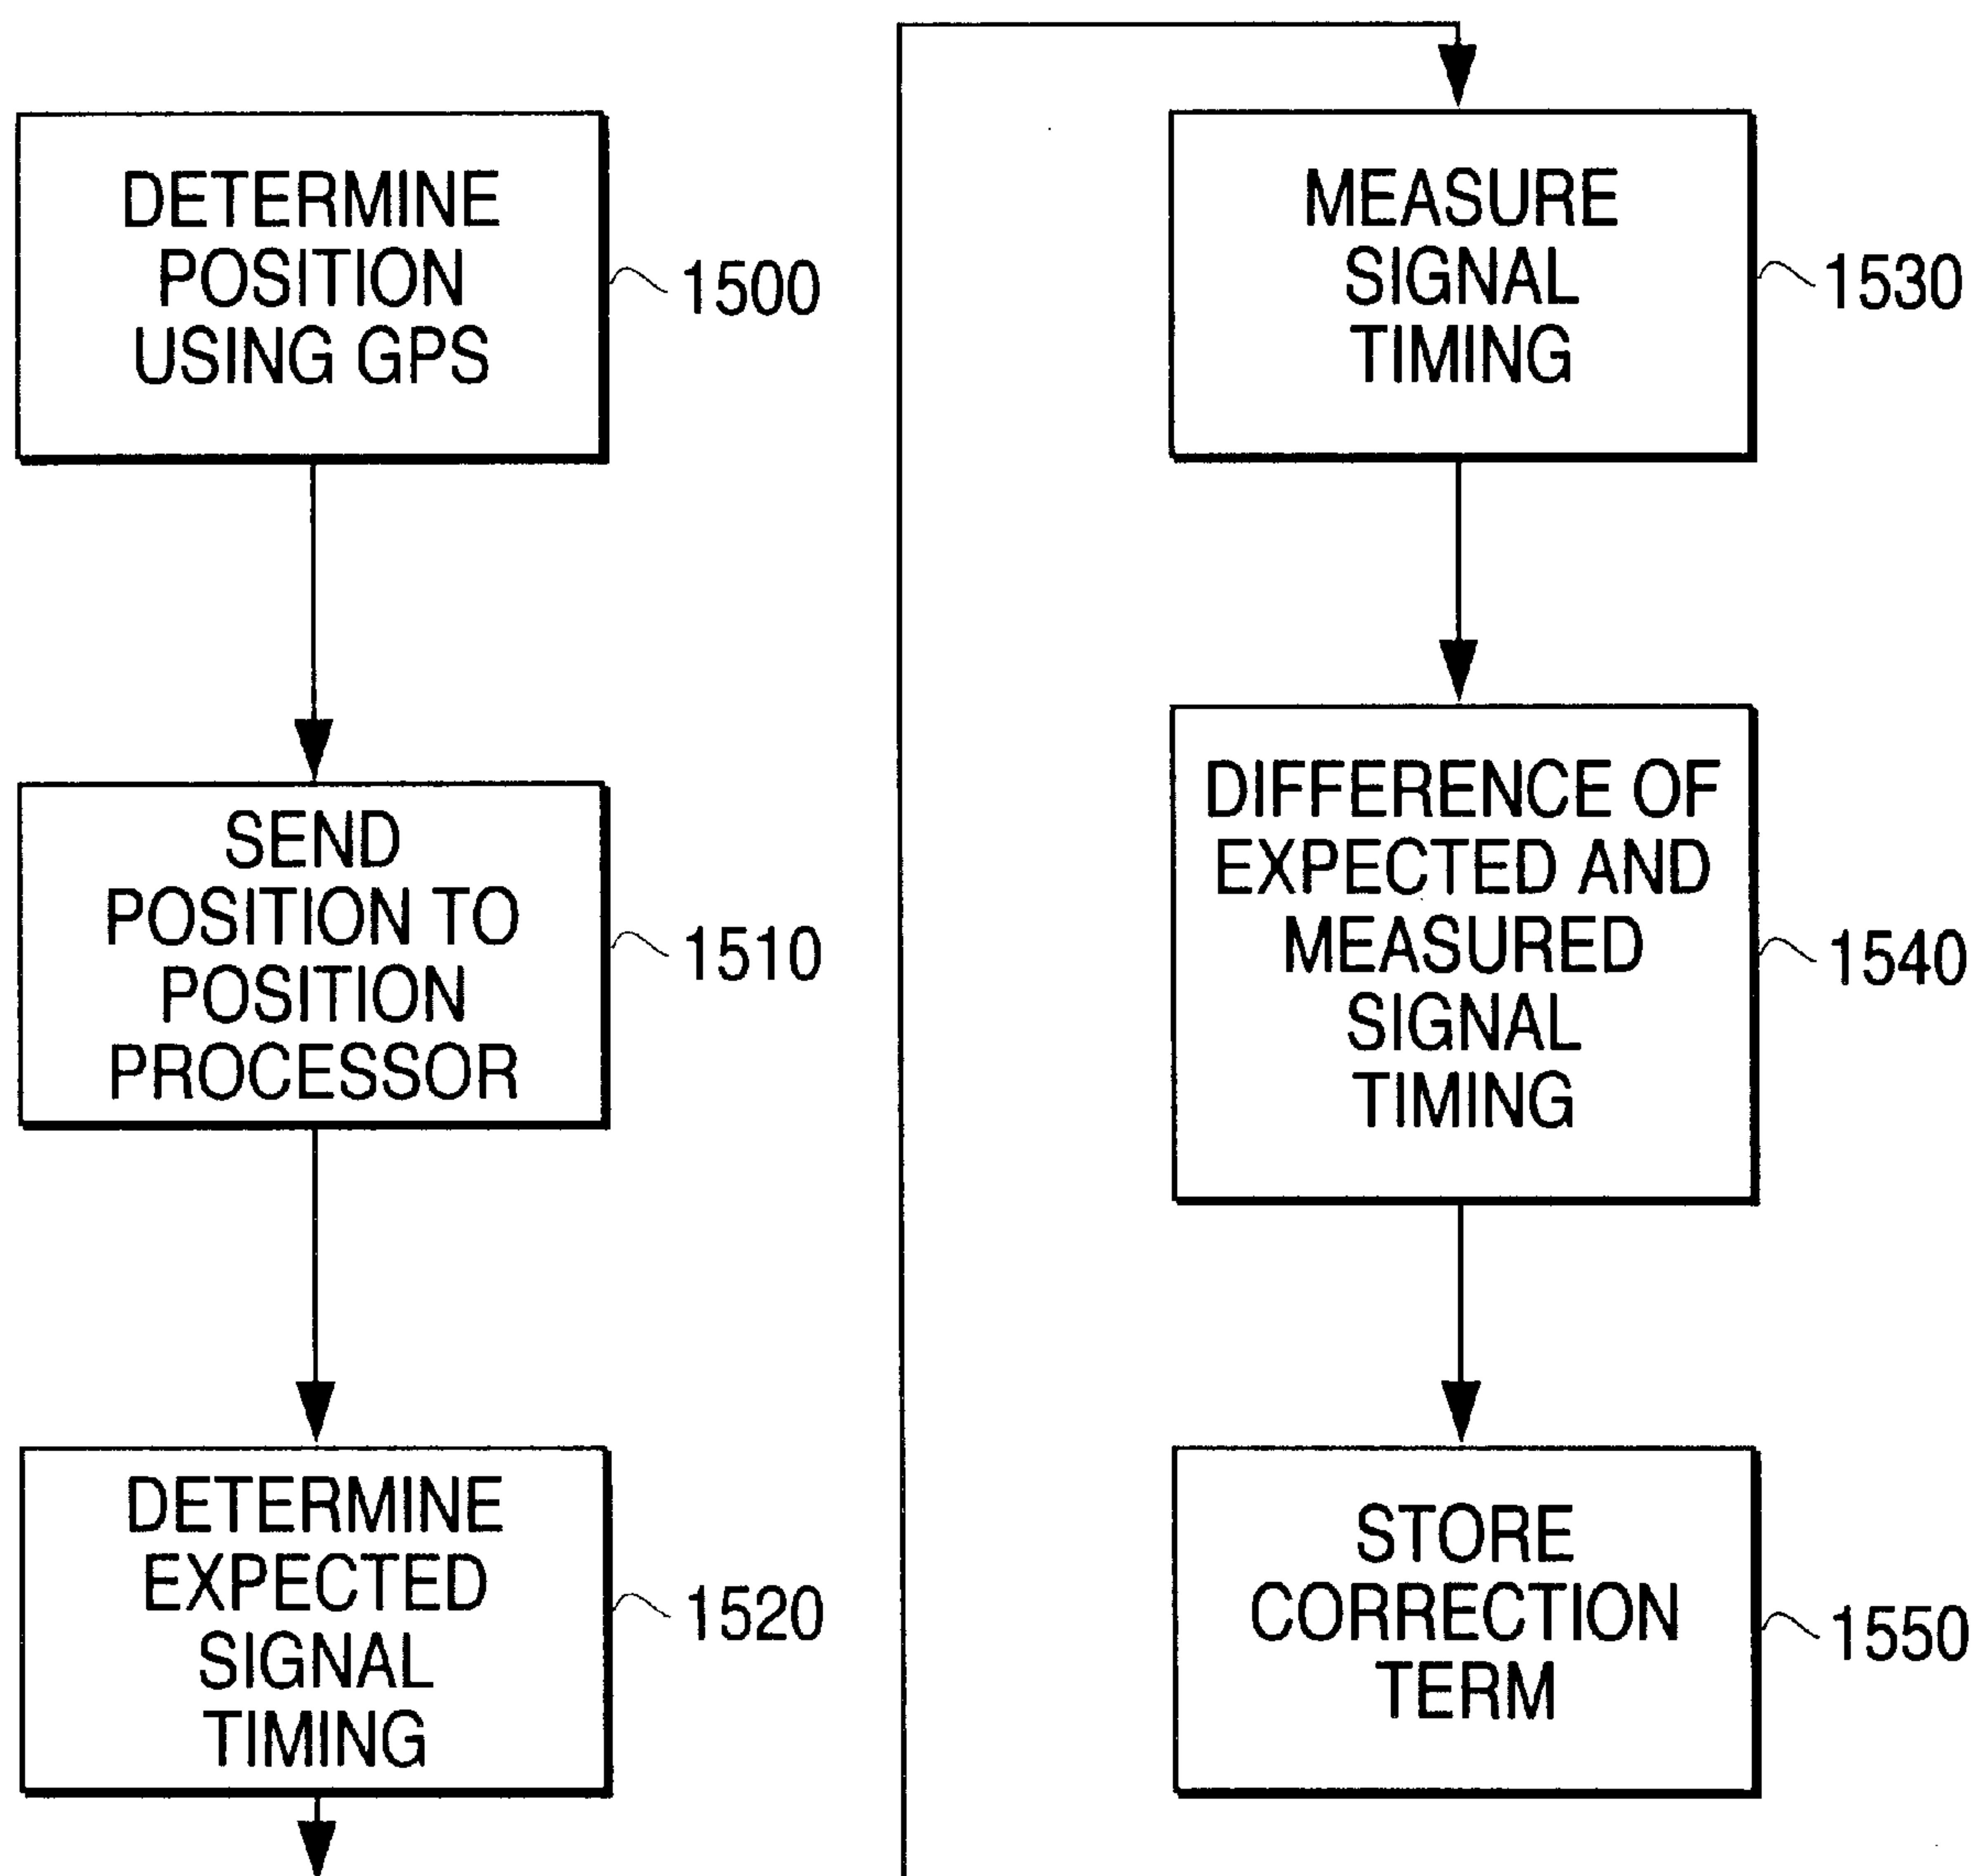 DETERMINE
POSITION
USING GPS
1500
SEND
POSITION TO
POSITION
PROCESSOR
1510
DETERMINE
EXPECTED
SIGNAL
TIMING
1520
MEASURE
SIGNAL
TIMING
1530
DIFFERENCE OF
EXPECTED AND
MEASURED
SIGNAL
TIMING
1540
STORE
CORRECTION
TERM
1550